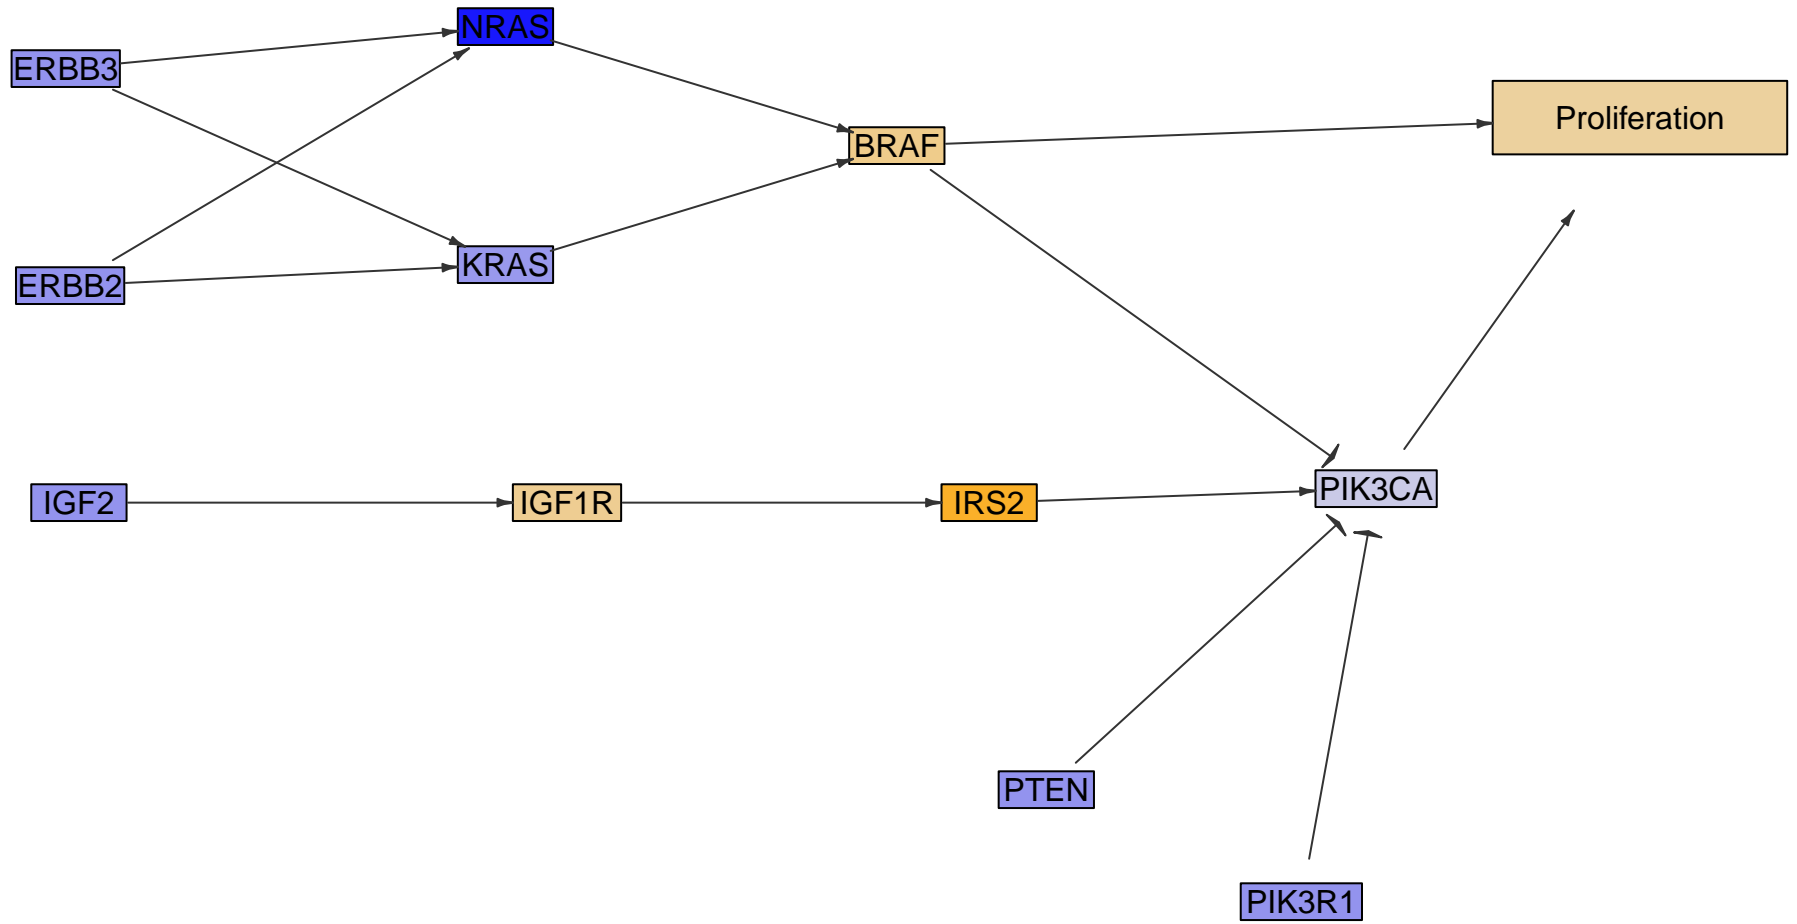 NRAS
ERBB3
Proliferation
BRAF
KRAS
ERBB2
PIK3CA
IGF2
IGF1R
IRS2
PTEN
PIK3R1